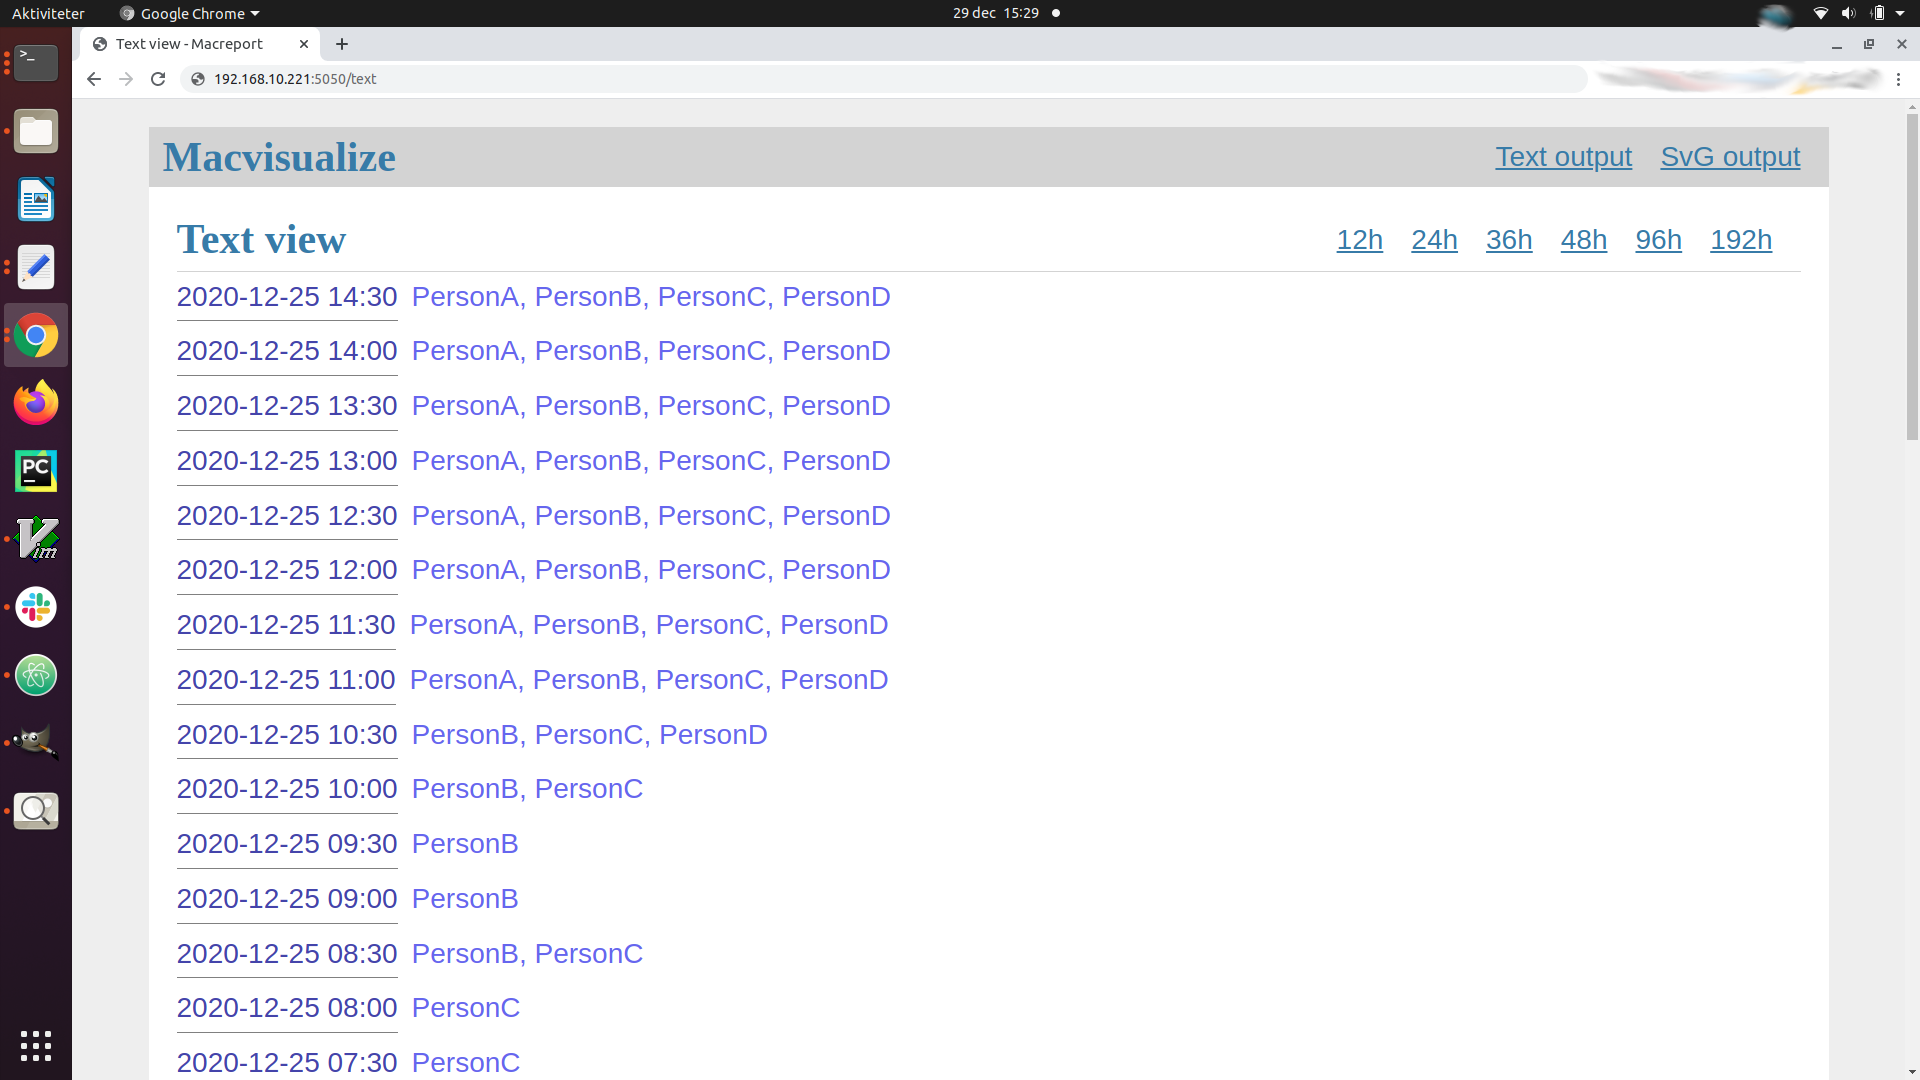 Aktiviteter Google Chrome 29 dec 15:29
Text view - Macreport
192.168.10.221:5050/text
Macvisualize Text output SvG output
Text view 12h 24h 36h 48h 96h 192h
2020-12-25 14:30 PersonA, PersonB, PersonC, PersonD
2020-12-25 14:00 PersonA, PersonB, PersonC, PersonD
2020-12-25 13:30 PersonA, PersonB, PersonC, PersonD
2020-12-25 13:00 PersonA, PersonB, PersonC, PersonD
2020-12-25 12:30 PersonA, PersonB, PersonC, PersonD
2020-12-25 12:00 PersonA, PersonB, PersonC, PersonD
2020-12-25 11:30 PersonA, PersonB, PersonC, PersonD
2020-12-25 11:00 PersonA, PersonB, PersonC, PersonD
2020-12-25 10:30 PersonB, PersonC, PersonD
2020-12-25 10:00 PersonB, PersonC
2020-12-25 09:30 PersonB
2020-12-25 09:00 PersonB
2020-12-25 08:30 PersonB, PersonC
2020-12-25 08:00 PersonC
2020-12-25 07:30 PersonC
>_
PC
Vim